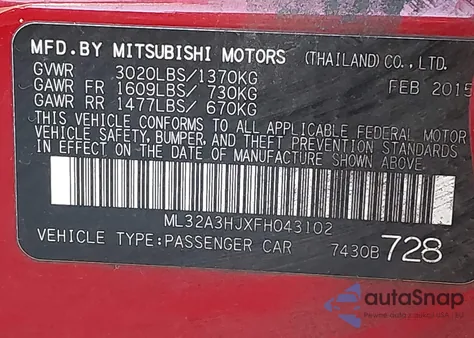 MFD.BY MITSUBISHI MOTORS (THAILAND) CO., LTD.
GVWR 3020LBS/1370KG FEB 2015
GAWR FR 1609LBS/ 730KG
GAWR RR 1477LBS/ 670KG
THIS VEHICLE CONFORMS TO ALL APPLICABLE FEDERAL MOTOR
VEHICLE SAFETY, BUMPER, AND THEFT PREVENTION STANDARDS
IN EFFECT ON THE DATE OF MANUFACTURE SHOWN ABOVE.
ML32A3HJXFH043102
VEHICLE TYPE:PASSENGER CAR 7430B 728
autoSnap